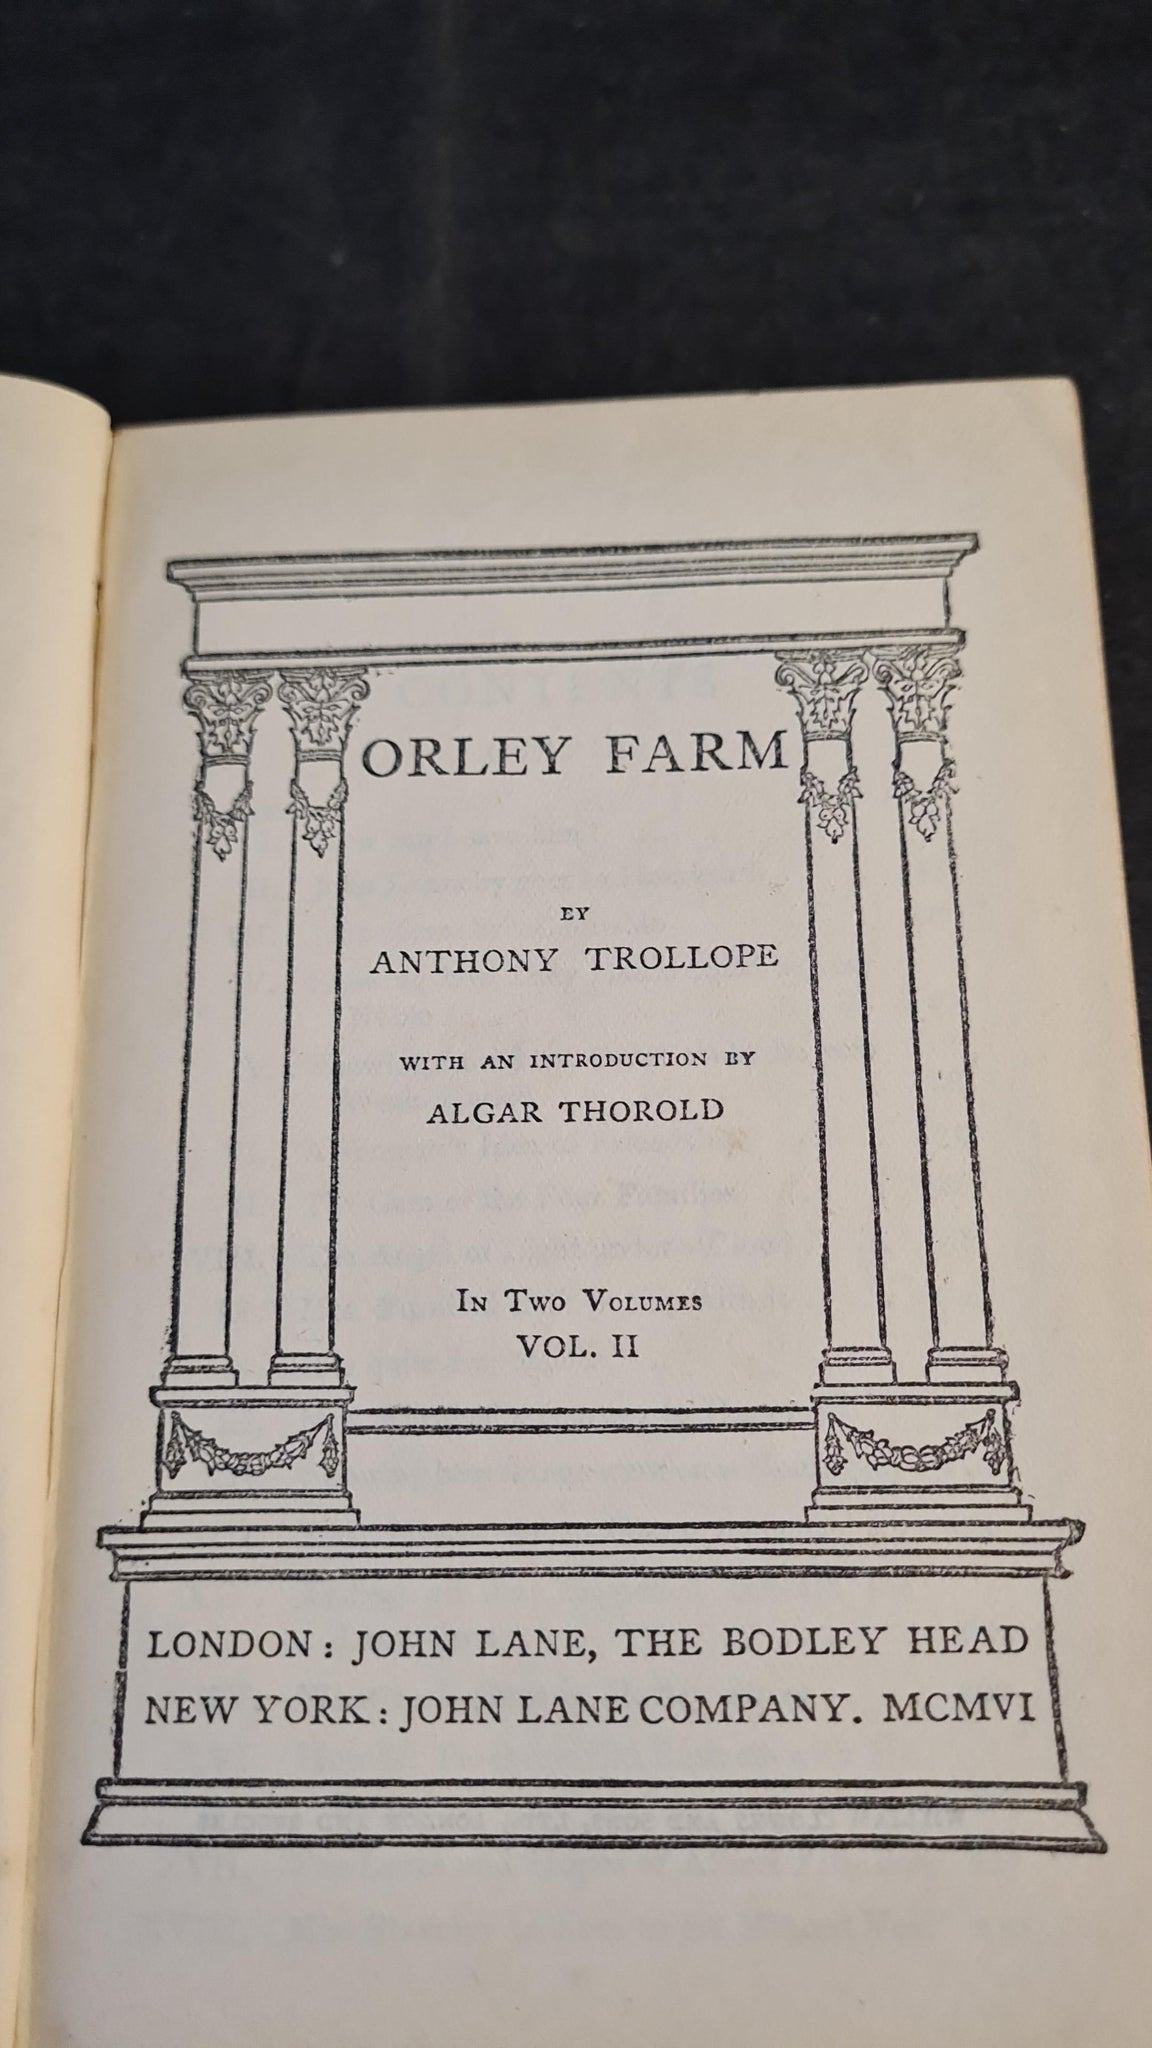 ORLEY FARM
BY
ANTHONY TROLLOPE
WITH AN INTRODUCTION BY
ALGAR THOROLD
IN TWO VOLUMES
VOL. II
LONDON: JOHN LANE, THE BODLEY HEAD
NEW YORK: JOHN LANE COMPANY. MCMVI